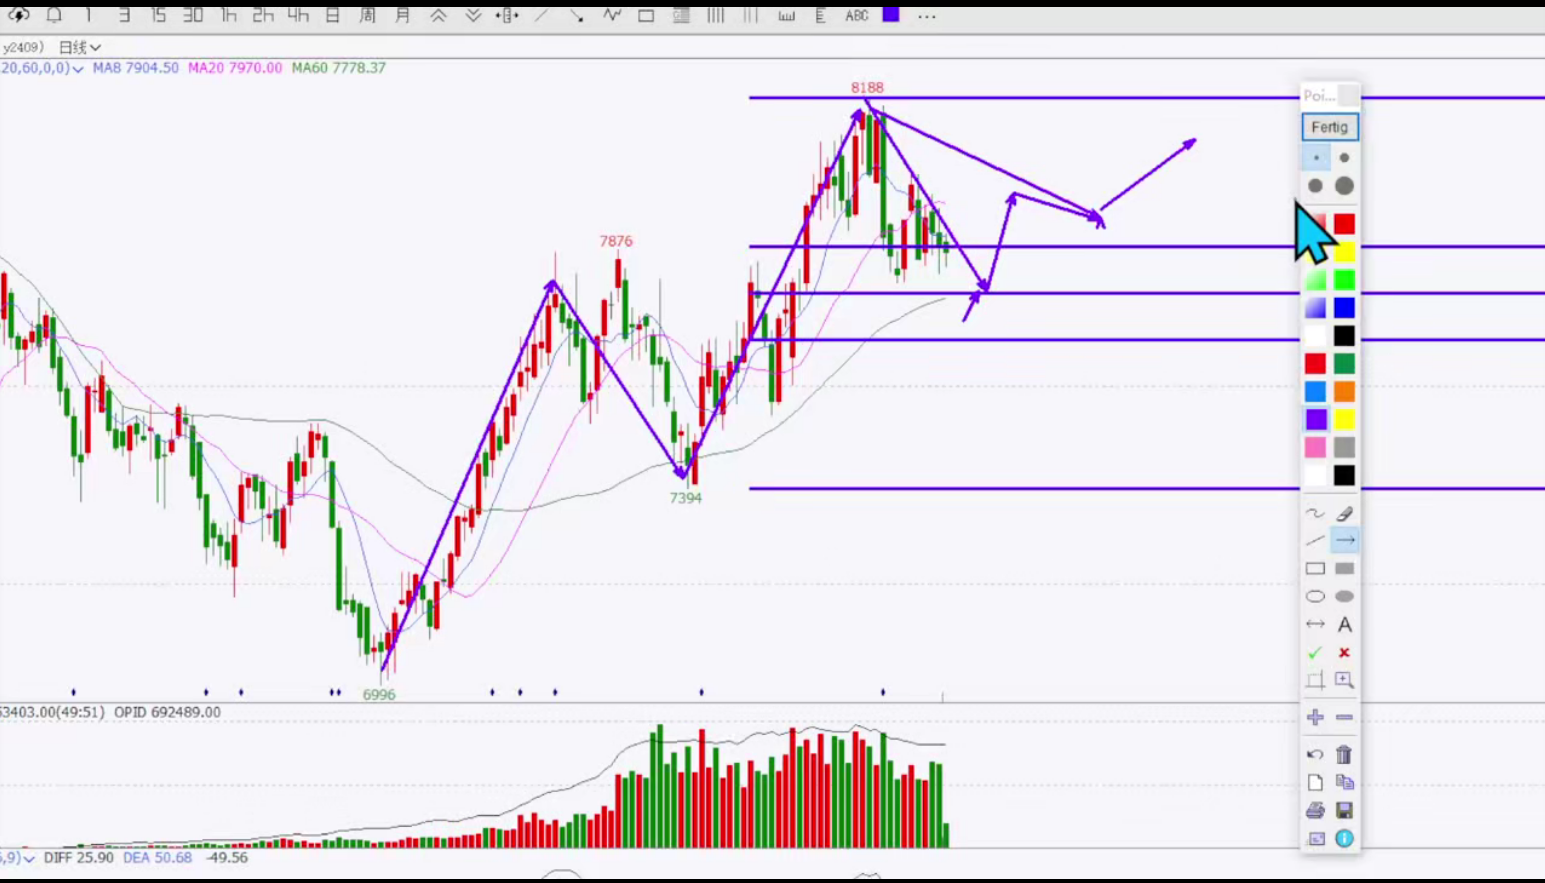 1 3 15 30 1h 2h 4h 日 周 月 ABC ...
y2409) 日线
20,60,0,0) MA8 7904.50 MA20 7970.00 MA60 7778.37
8188
Poi...
Fertig
7876
7394
6996
A
63403.00(49:51) OPID 692489.00
5,9) DIFF 25.90 DEA 50.68 -49.56